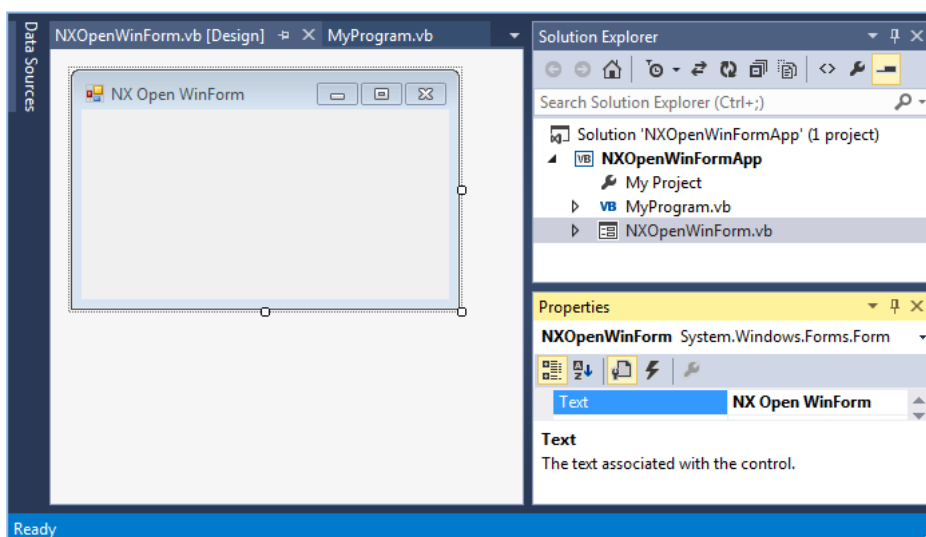 Data Sources
NXOpenWinForm.vb [Design] MyProgram.vb
NX Open WinForm
Solution Explorer
Search Solution Explorer (Ctrl+;)
Solution 'NXOpenWinFormApp' (1 project)
VB NXOpenWinFormApp
My Project
VB MyProgram.vb
NXOpenWinForm.vb
Properties
NXOpenWinForm System.Windows.Forms.Form
Text NX Open WinForm
Text
The text associated with the control.
Ready